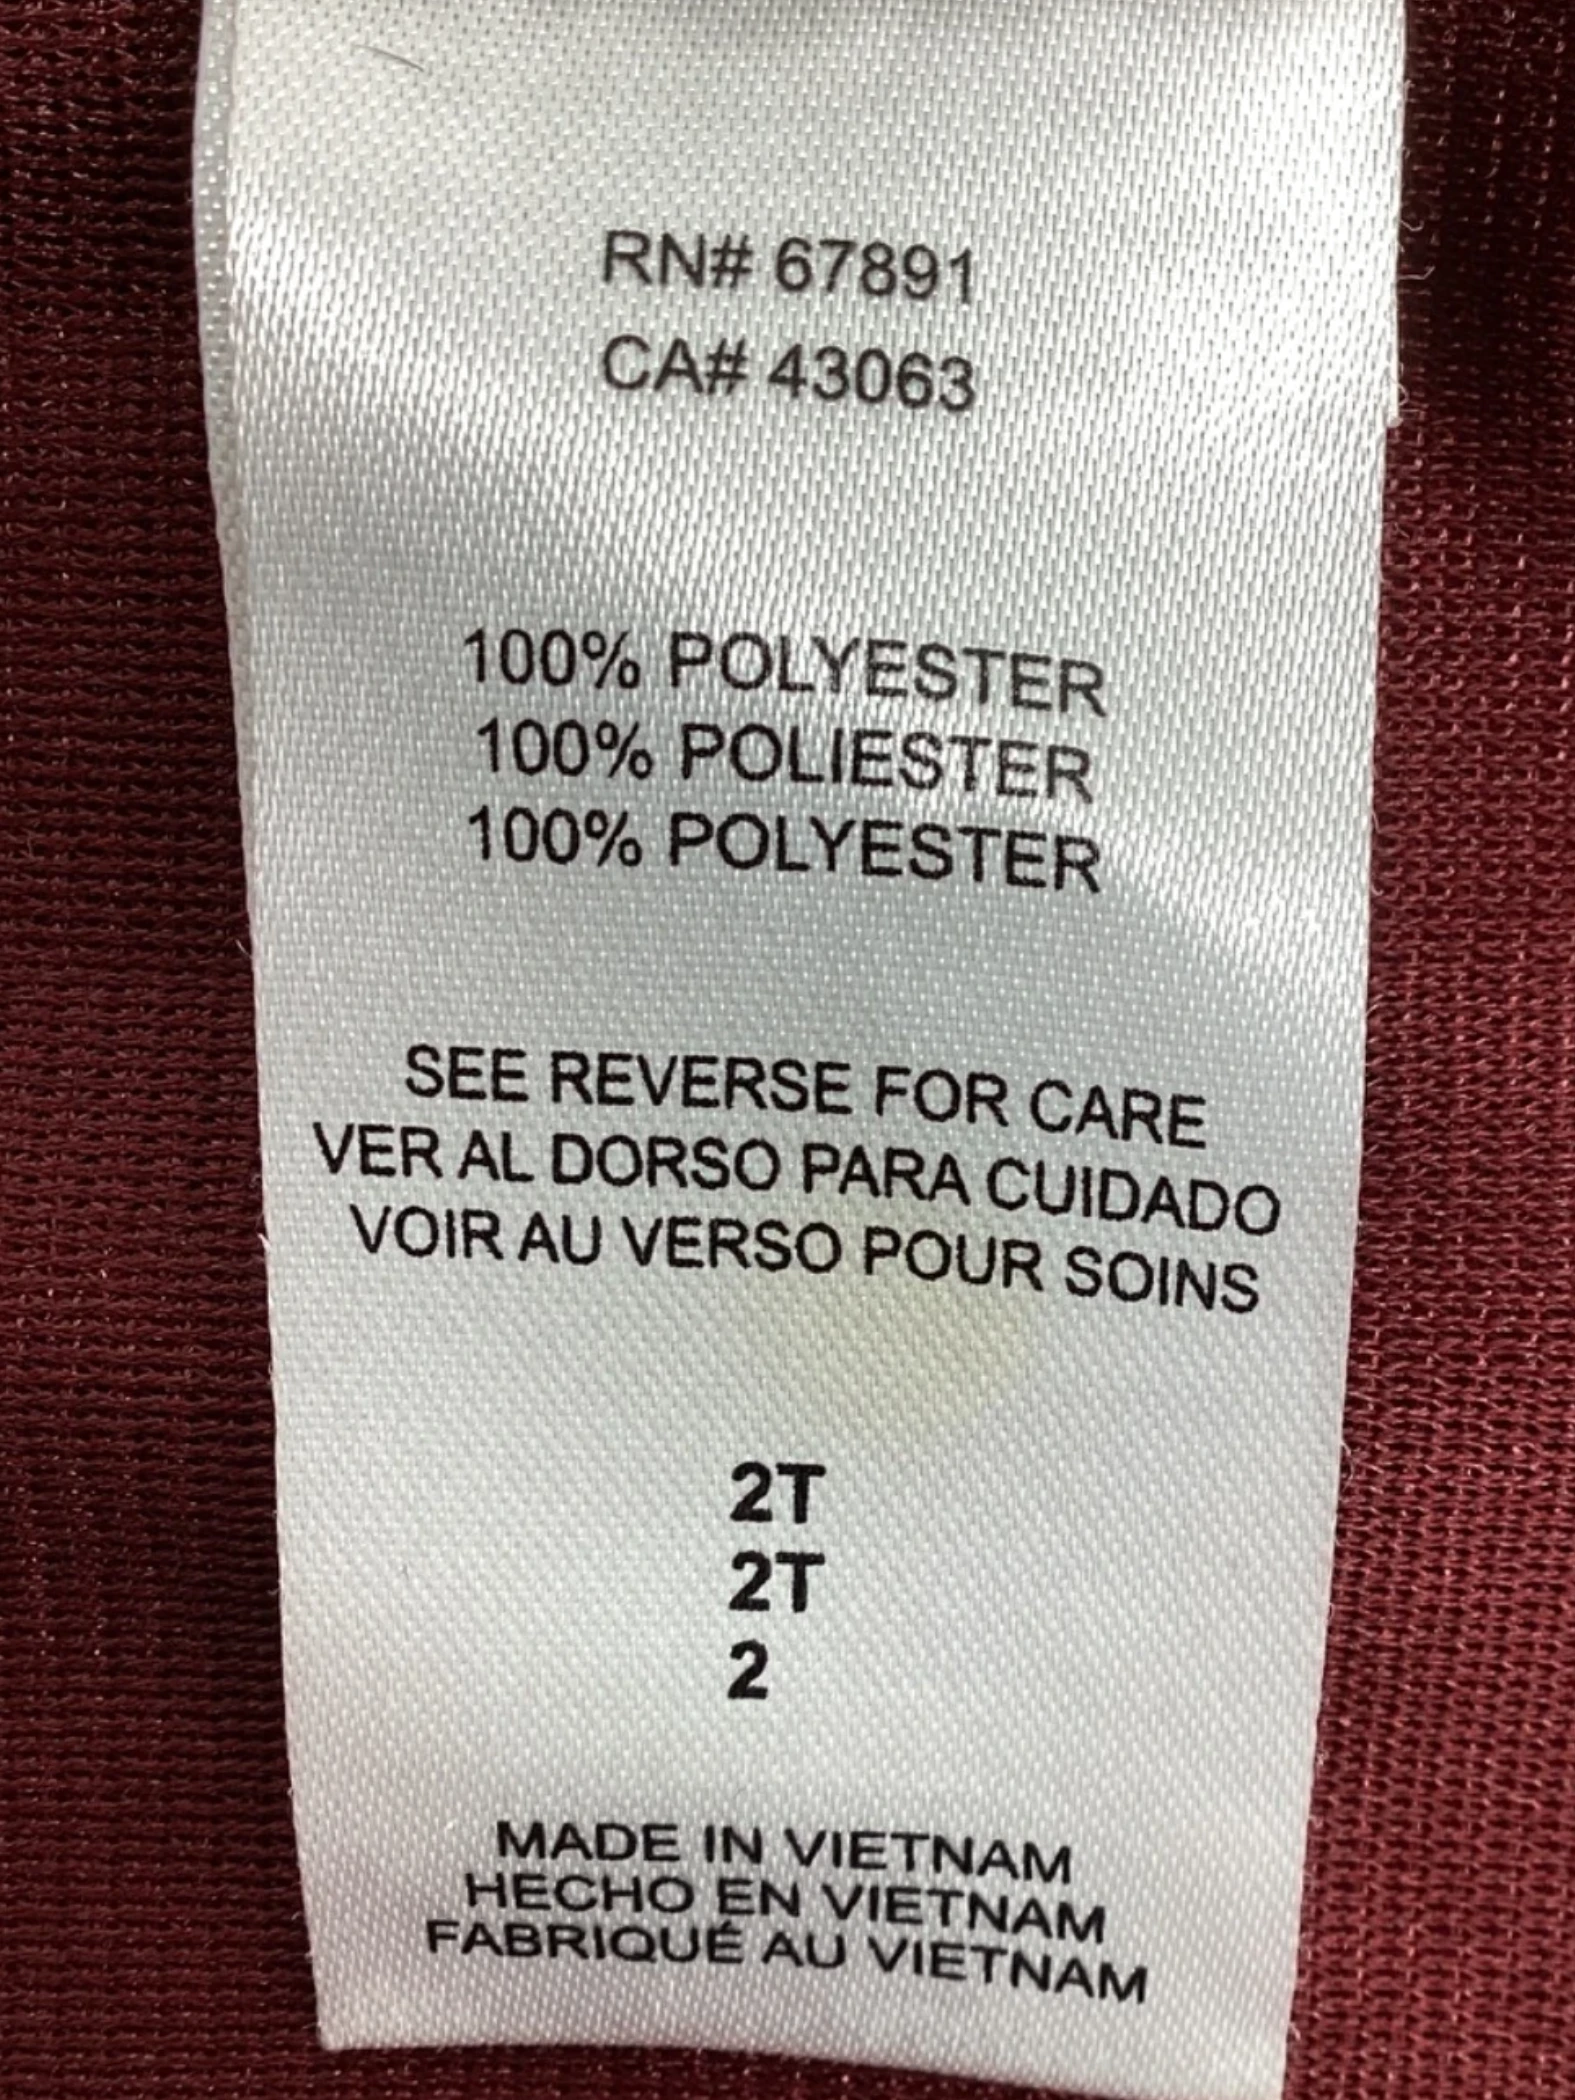 RN# 67891
CA# 43063
100% POLYESTER
100% POLIESTER
100% POLYESTER
SEE REVERSE FOR CARE
VER AL DORSO PARA CUIDADO
VOIR AU VERSO POUR SOINS
2T
2T
2
MADE IN VIETNAM
HECHO EN VIETNAM
FABRIQUÉ AU VIETNAM